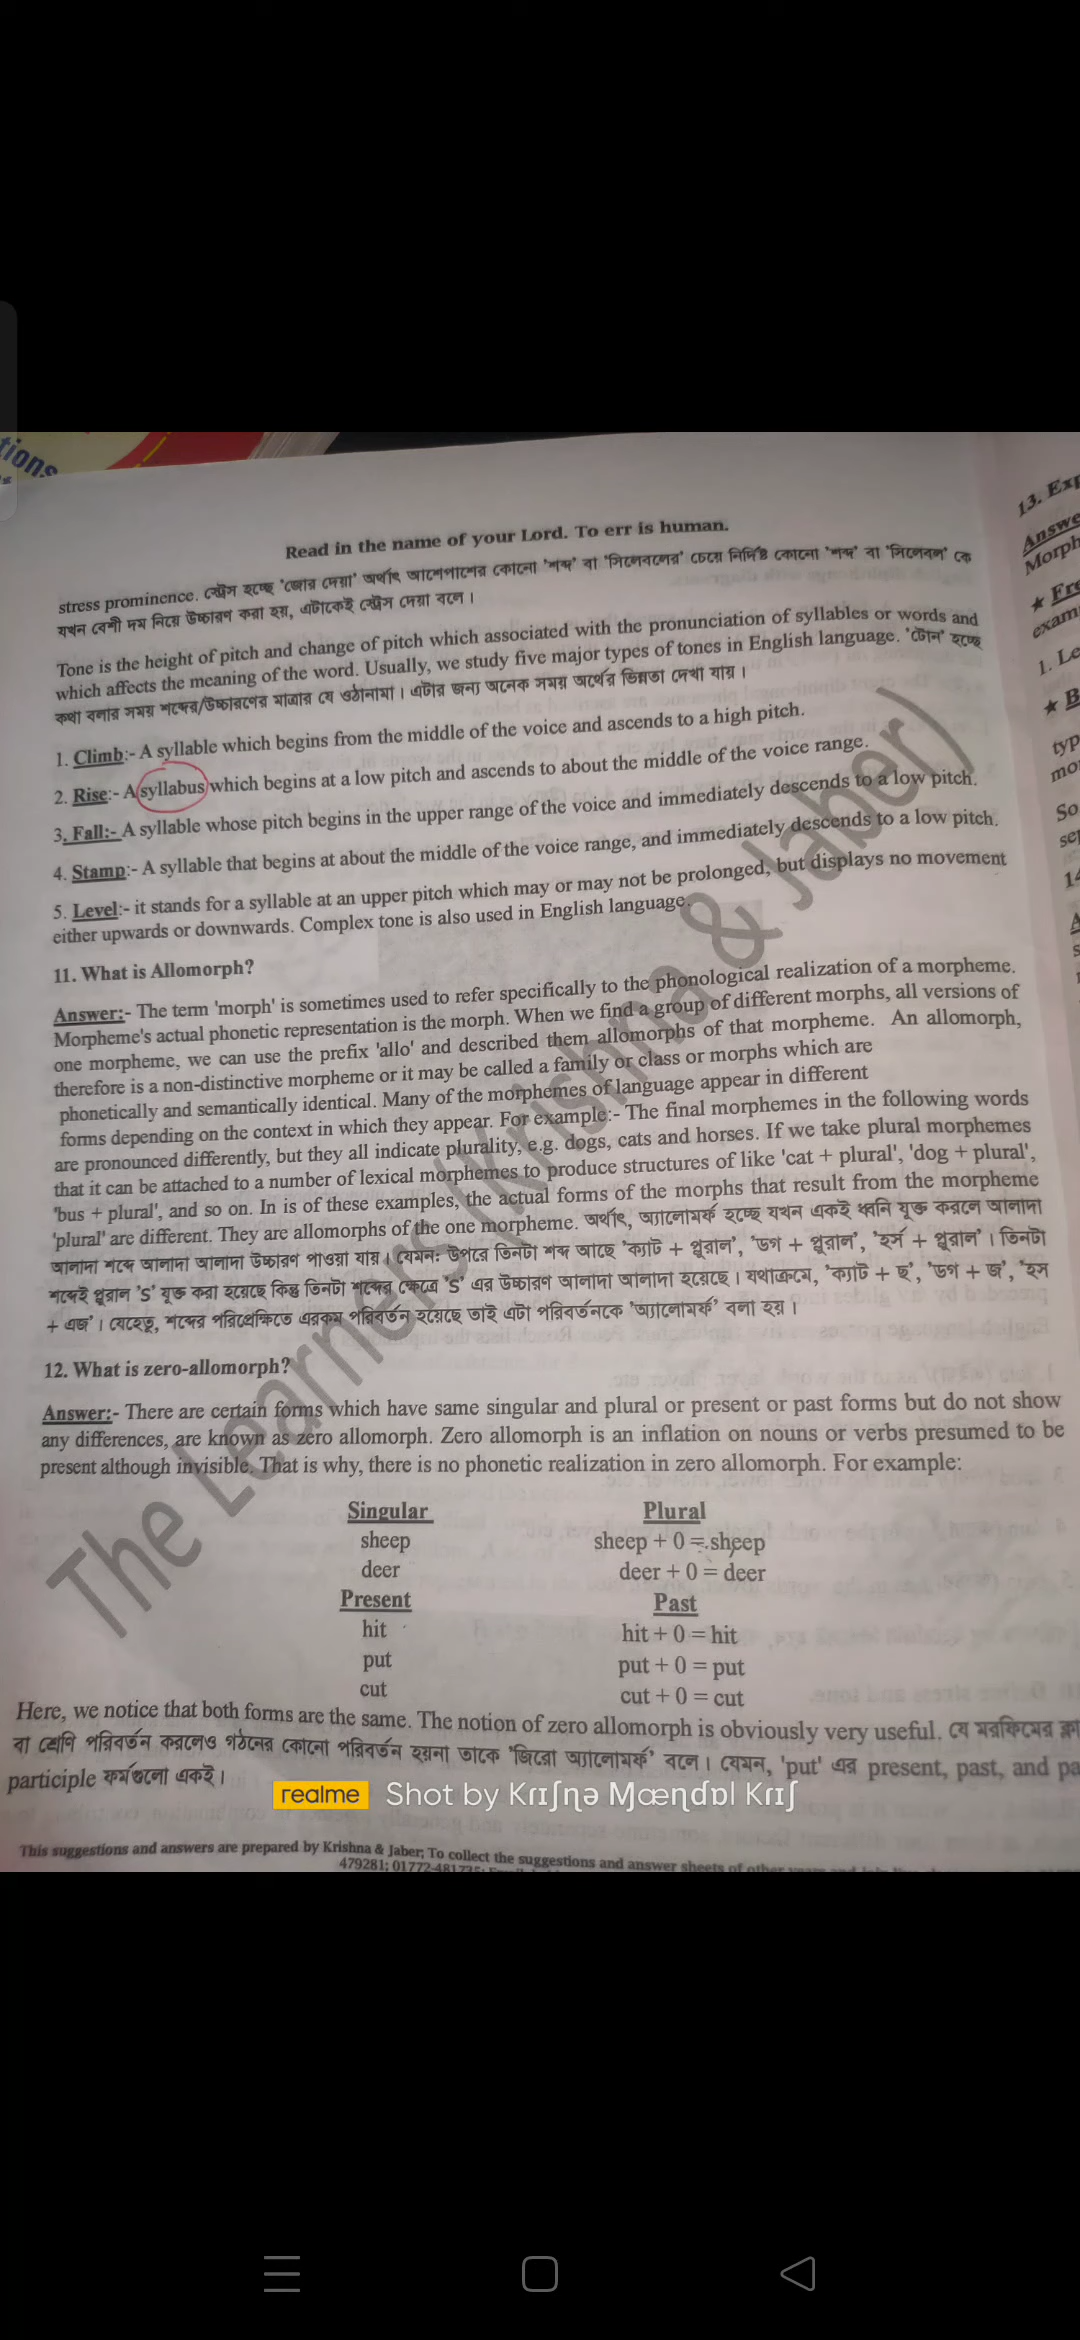 tions
Read in the name of your Lord. To err is human.
stress prominence. স্ট্রেস হচ্ছে 'জোর দেয়া' অর্থাৎ আশেপাশের কোনো 'শব্দ' বা 'সিলেবলের' চেয়ে নির্দিষ্ট কোনো 'শব্দ' বা 'সিলেবল' কে
যখন বেশী দম নিয়ে উচ্চারণ করা হয়, এটাকেই স্ট্রেস দেয়া বলে।
Tone is the height of pitch and change of pitch which associated with the pronunciation of syllables or words and
which affects the meaning of the word. Usually, we study five major types of tones in English language. 'টোন' হচ্ছে
কথা বলার সময় শব্দের/উচ্চারণের মাত্রার যে ওঠানামা। এটার জন্য অনেক সময় অর্থের ভিন্নতা দেখা যায়।
1. Climb:- A syllable which begins from the middle of the voice and ascends to a high pitch.
2. Rise:- A syllabus which begins at a low pitch and ascends to about the middle of the voice range.
3. Fall:- A syllable whose pitch begins in the upper range of the voice and immediately descends to a low pitch.
4. Stamp:- A syllable that begins at about the middle of the voice range, and immediately descends to a low pitch.
5. Level:- it stands for a syllable at an upper pitch which may or may not be prolonged, but displays no movement
either upwards or downwards. Complex tone is also used in English language.
11. What is Allomorph?
Answer:- The term 'morph' is sometimes used to refer specifically to the phonological realization of a morpheme.
Morpheme's actual phonetic representation is the morph. When we find a group of different morphs, all versions of
one morpheme, we can use the prefix 'allo' and described them allomorphs of that morpheme. An allomorph,
therefore is a non-distinctive morpheme or it may be called a family or class or morphs which are
phonetically and semantically identical. Many of the morphemes of language appear in different
forms depending on the context in which they appear. For example:- The final morphemes in the following words
are pronounced differently, but they all indicate plurality, e.g. dogs, cats and horses. If we take plural morphemes
that it can be attached to a number of lexical morphemes to produce structures of like 'cat + plural', 'dog + plural',
'bus + plural', and so on. In is of these examples, the actual forms of the morphs that result from the morpheme
'plural' are different. They are allomorphs of the one morpheme. অর্থাৎ, অ্যালোমর্ফ হচ্ছে যখন একই ধ্বনি যুক্ত করলে আলাদা
আলাদা শব্দে আলাদা আলাদা উচ্চারণ পাওয়া যায়। যেমনঃ উপরে তিনটা শব্দ আছে 'ক্যাট + প্লুরাল', 'ডগ + প্লুরাল', 'হর্স + প্লুরাল'। তিনটা
শব্দেই প্লুরাল 'S' যুক্ত করা হয়েছে কিন্তু তিনটা শব্দের ক্ষেত্রে 'S' এর উচ্চারণ আলাদা আলাদা হয়েছে। যথাক্রমে, 'ক্যাট + ছ', 'ডগ + জ', 'হস
+ এজ'। যেহেতু, শব্দের পরিপ্রেক্ষিতে এরকম পরিবর্তন হয়েছে তাই এটা পরিবর্তনকে 'অ্যালোমর্ফ' বলা হয়।
12. What is zero-allomorph?
Answer:- There are certain forms which have same singular and plural or present or past forms but do not show
any differences, are known as zero allomorph. Zero allomorph is an inflation on nouns or verbs presumed to be
present although invisible. That is why, there is no phonetic realization in zero allomorph. For example:
Singular Plural
sheep sheep + 0 = sheep
deer deer + 0 = deer
Present Past
hit hit + 0 = hit
put put + 0 = put
cut cut + 0 = cut
Here, we notice that both forms are the same. The notion of zero allomorph is obviously very useful. যে মরফিমের ক্লা
বা শ্রেণি পরিবর্তন করলেও গঠনের কোনো পরিবর্তন হয়না তাকে 'জিরো অ্যালোমর্ফ' বলে। যেমন, 'put' এর present, past, and pa
participle ফর্মগুলো একই।
This suggestions and answers are prepared by Krishna & Jaber; To collect the suggestions and answer sheets of other
479281; 01772-481735;
The Learners (Krishna & Jaber)
realme Shot by Krɪʃɳə Ɱœɳɗɒl Krɪʃ
13. Exp
Answe
Morph
★ Fre
exam
1. Le
★ B
typ
mo
So
se
14